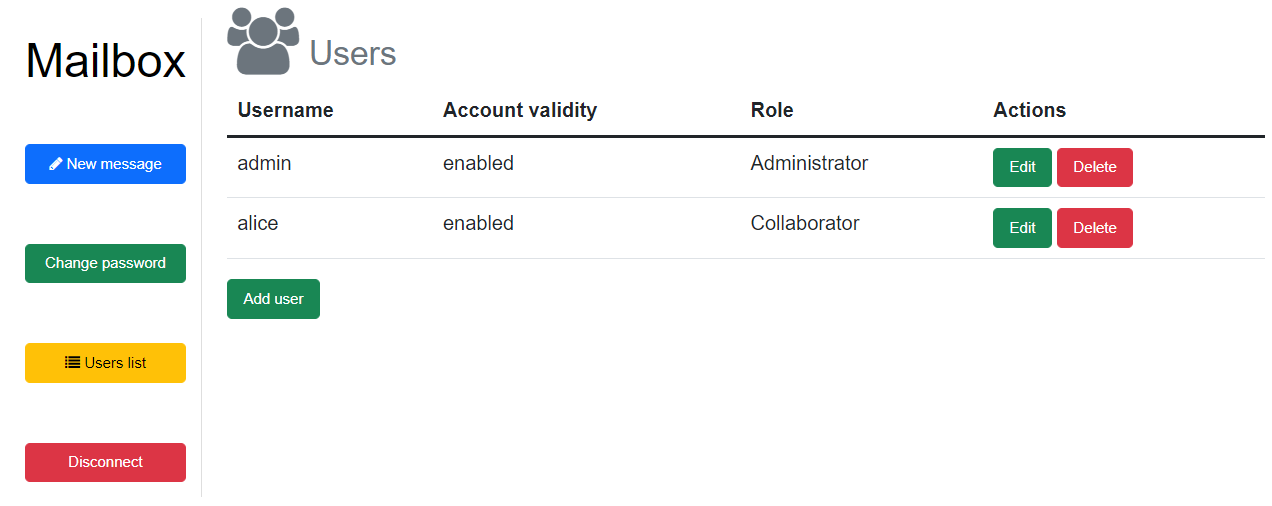 Mailbox
New message
Change password
Users list
Disconnect
Users
Username Account validity Role Actions
admin enabled Administrator Edit Delete
alice enabled Collaborator Edit Delete
Add user